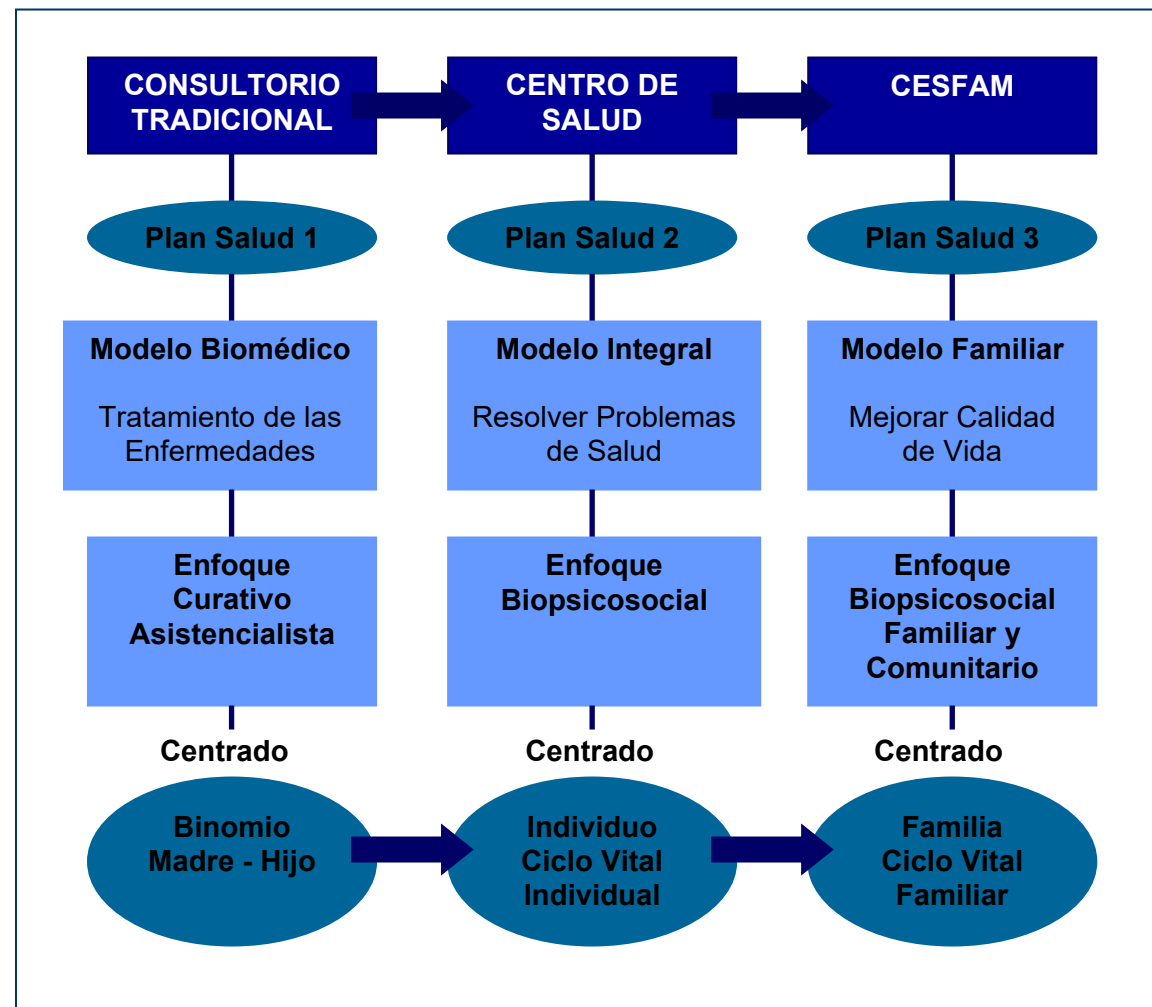 CONSULTORIO
TRADICIONAL
CENTRO DE
SALUD
CESFAM
Plan Salud 1
Plan Salud 2
Plan Salud 3
Modelo Biomédico
Tratamiento de las
Enfermedades
Modelo Integral
Resolver Problemas
de Salud
Modelo Familiar
Mejorar Calidad
de Vida
Enfoque
Curativo
Asistencialista
Enfoque
Biopsicosocial
Enfoque
Biopsicosocial
Familiar y
Comunitario
Centrado
Centrado
Centrado
Binomio
Madre - Hijo
Individuo
Ciclo Vital
Individual
Familia
Ciclo Vital
Familiar